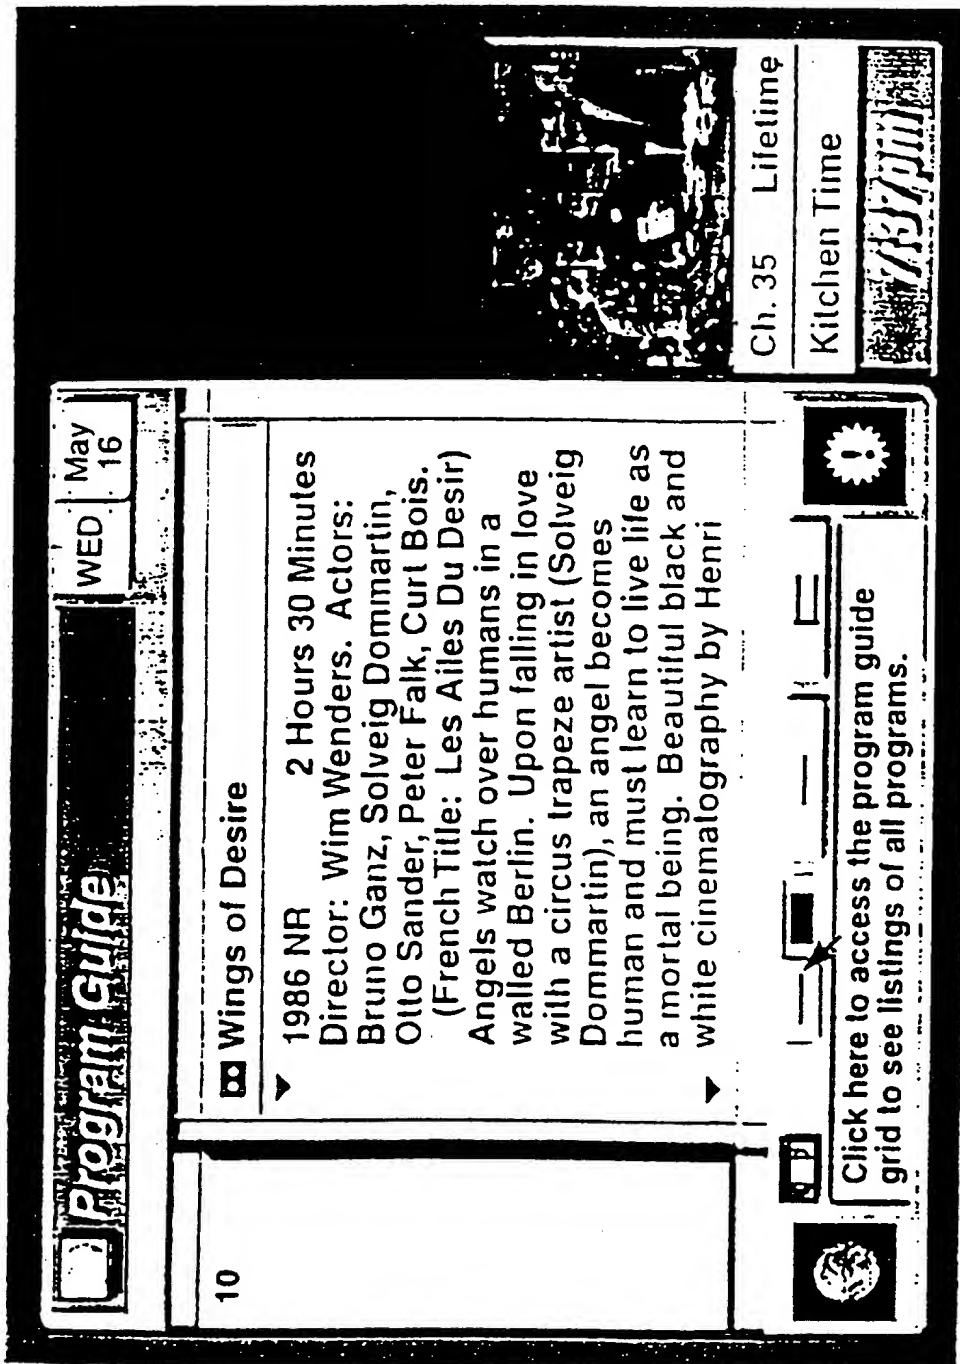 Program Guide
WED
May
16
10
Wings of Desire
1986 NR 2 Hours 30 Minutes
Director: Wim Wenders. Actors:
Bruno Ganz, Solveig Dommartin,
Otto Sander, Peter Falk, Curt Bois.
(French Title: Les Ailes Du Desir)
Angels watch over humans in a
walled Berlin. Upon falling in love
with a circus trapeze artist (Solveig
Dommartin), an angel becomes
human and must learn to live life as
a mortal being. Beautiful black and
white cinematography by Henri
Click here to access the program guide
grid to see listings of all programs.
!
Ch. 35 Lifetime
Kitchen Time
7:37pm